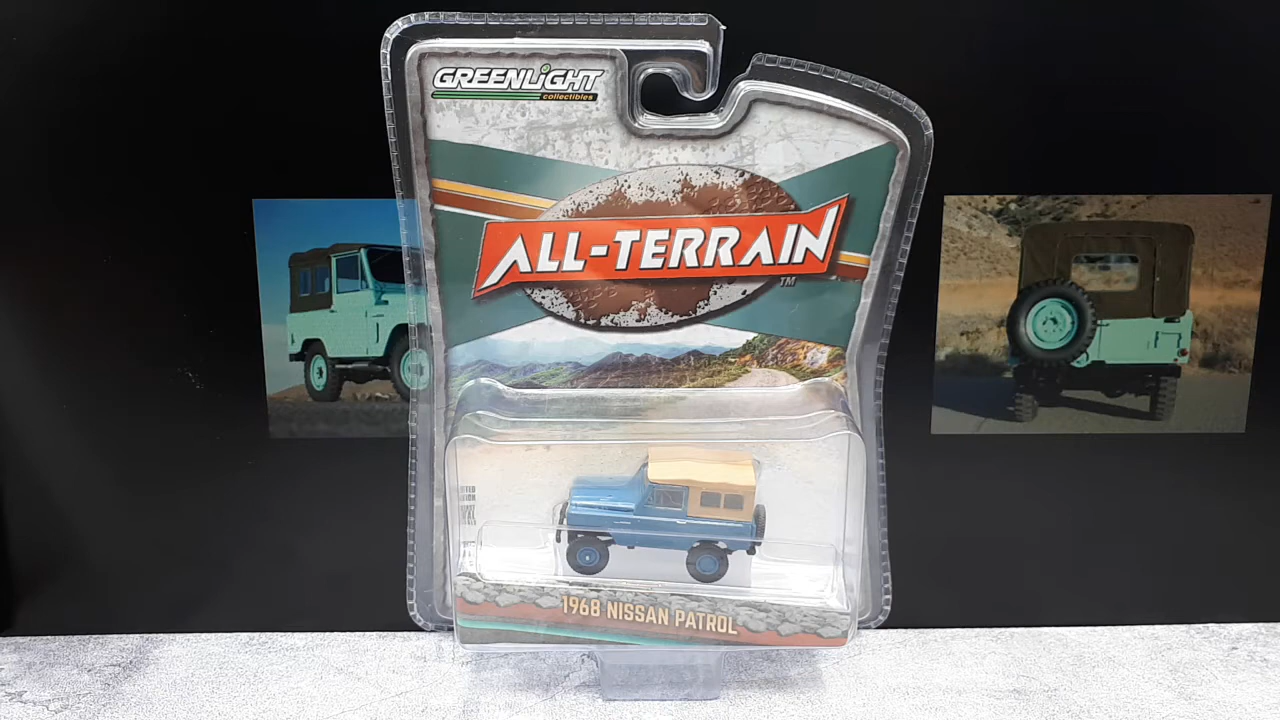 GREENLiGHT
collectibles
ALL-TERRAIN
TM
1968 NISSAN PATROL